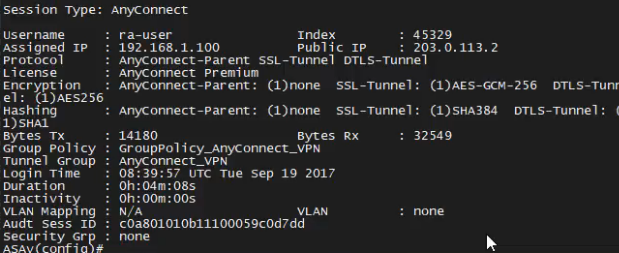 Session Type: AnyConnect
Username : ra-user Index : 45329
Assigned IP : 192.168.1.100 Public IP : 203.0.113.2
Protocol : AnyConnect-Parent SSL-Tunnel DTLS-Tunnel
License : AnyConnect Premium
Encryption : AnyConnect-Parent: (1)none SSL-Tunnel: (1)AES-GCM-256 DTLS-Tunn
el: (1)AES256
Hashing : AnyConnect-Parent: (1)none SSL-Tunnel: (1)SHA384 DTLS-Tunnel: (
1)SHA1
Bytes Tx : 14180 Bytes Rx : 32549
Group Policy : GroupPolicy_AnyConnect_VPN
Tunnel Group : AnyConnect_VPN
Login Time : 08:39:57 UTC Tue Sep 19 2017
Duration : 0h:04m:08s
Inactivity : 0h:00m:00s
VLAN Mapping : N/A VLAN : none
Audt Sess ID : c0a801010b11100059c0d7dd
Security Grp : none
ASAv(config)#